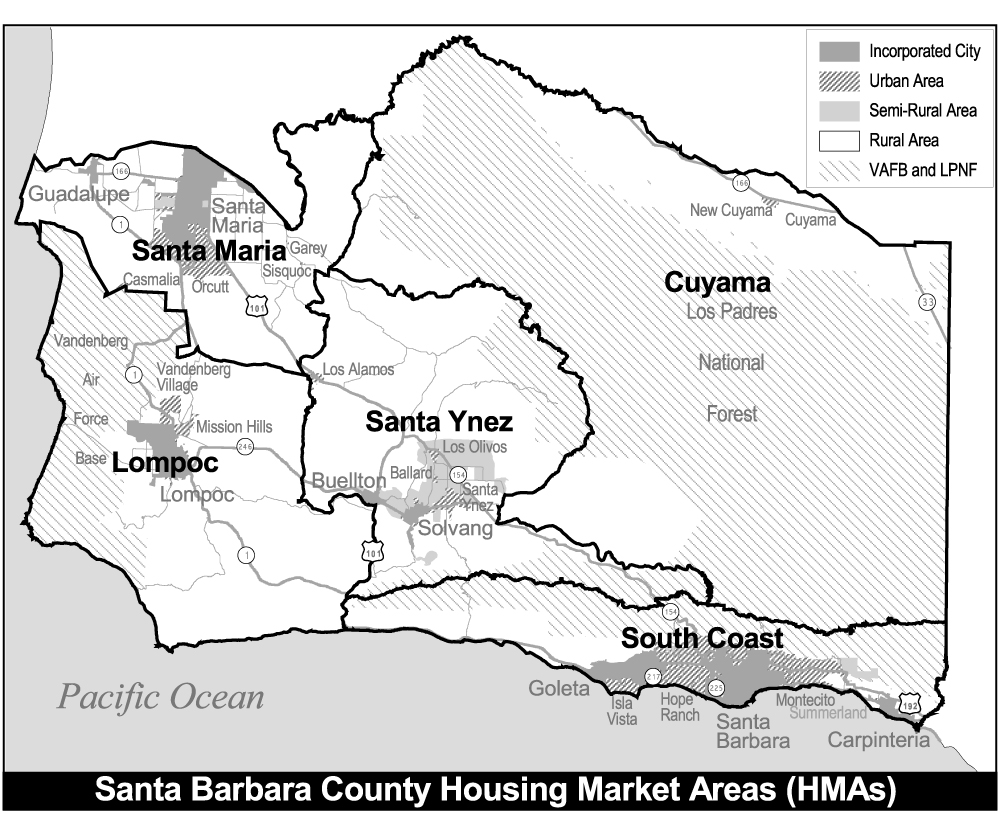 Incorporated City
Urban Area
Semi-Rural Area
Rural Area
VAFB and LPNF
166
Guadalupe
1
Santa
Maria
Santa Maria
Garey
Sisquoc
Casmalia
Orcutt
101
166
New Cuyama
Cuyama
Cuyama
Los Padres
National
Forest
33
Vandenberg
Air
Force
Base
1
Vandenberg
Village
Mission Hills
246
Lompoc
Lompoc
1
Los Alamos
Santa Ynez
Los Olivos
Ballard
154
Santa
Ynez
Buellton
Solvang
101
154
South Coast
Goleta
217
Isla
Vista
Hope
Ranch
225
Santa
Barbara
Montecito
Summerland
192
Carpinteria
Pacific Ocean
Santa Barbara County Housing Market Areas (HMAs)